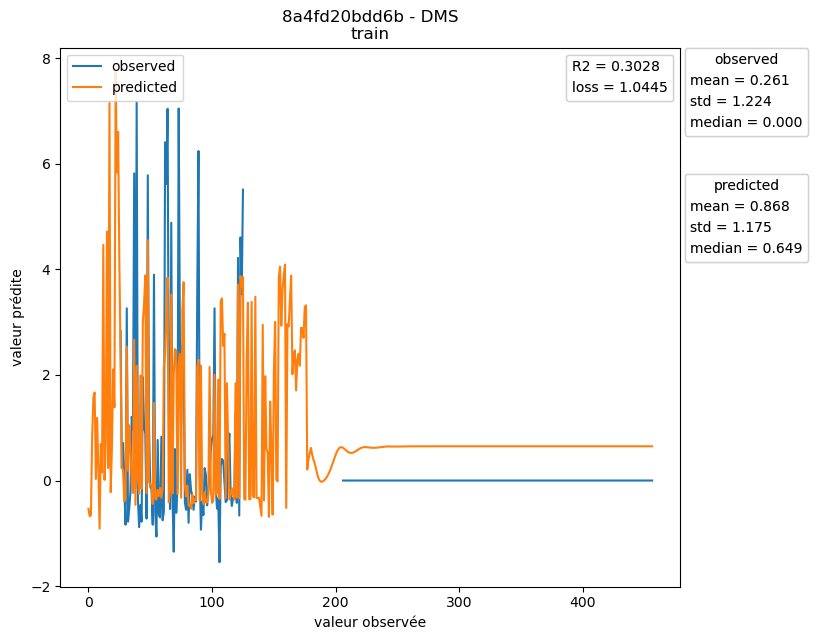 8a4fd20bdd6b - DMS
train
observed
predicted
R2 = 0.3028
loss = 1.0445
observed
mean = 0.261
std = 1.224
median = 0.000
predicted
mean = 0.868
std = 1.175
median = 0.649
8
6
4
2
0
−2
valeur prédite
0
100
200
300
400
valeur observée